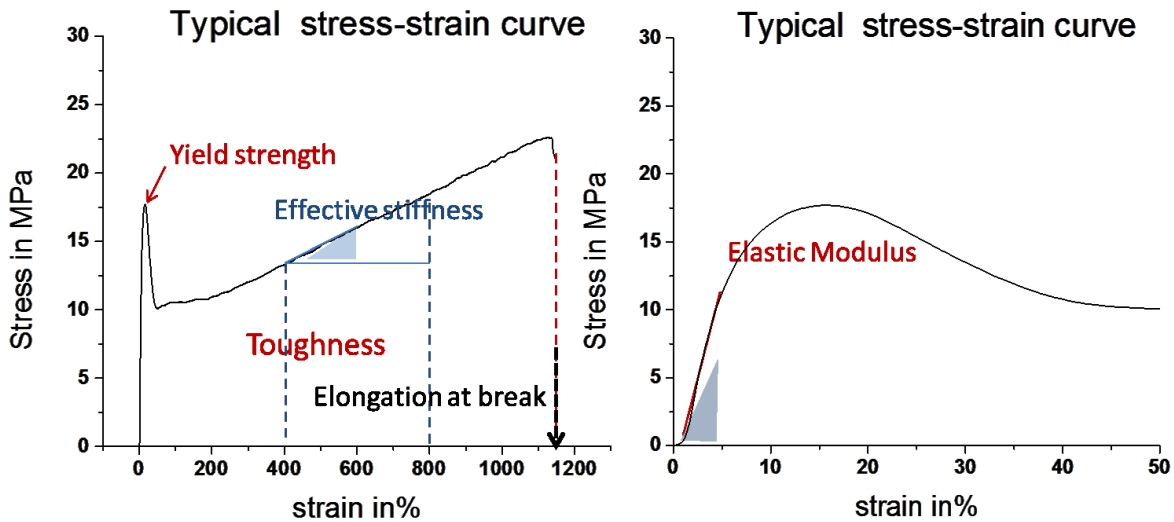 Typical stress-strain curve
30
25
20
15
10
5
0
Stress in MPa
Yield strength
Effective stiffness
Toughness
Elongation at break
0 200 400 600 800 1000 1200
strain in%
Typical stress-strain curve
30
25
20
15
10
5
0
Stress in MPa
Elastic Modulus
0 10 20 30 40 50
strain in%